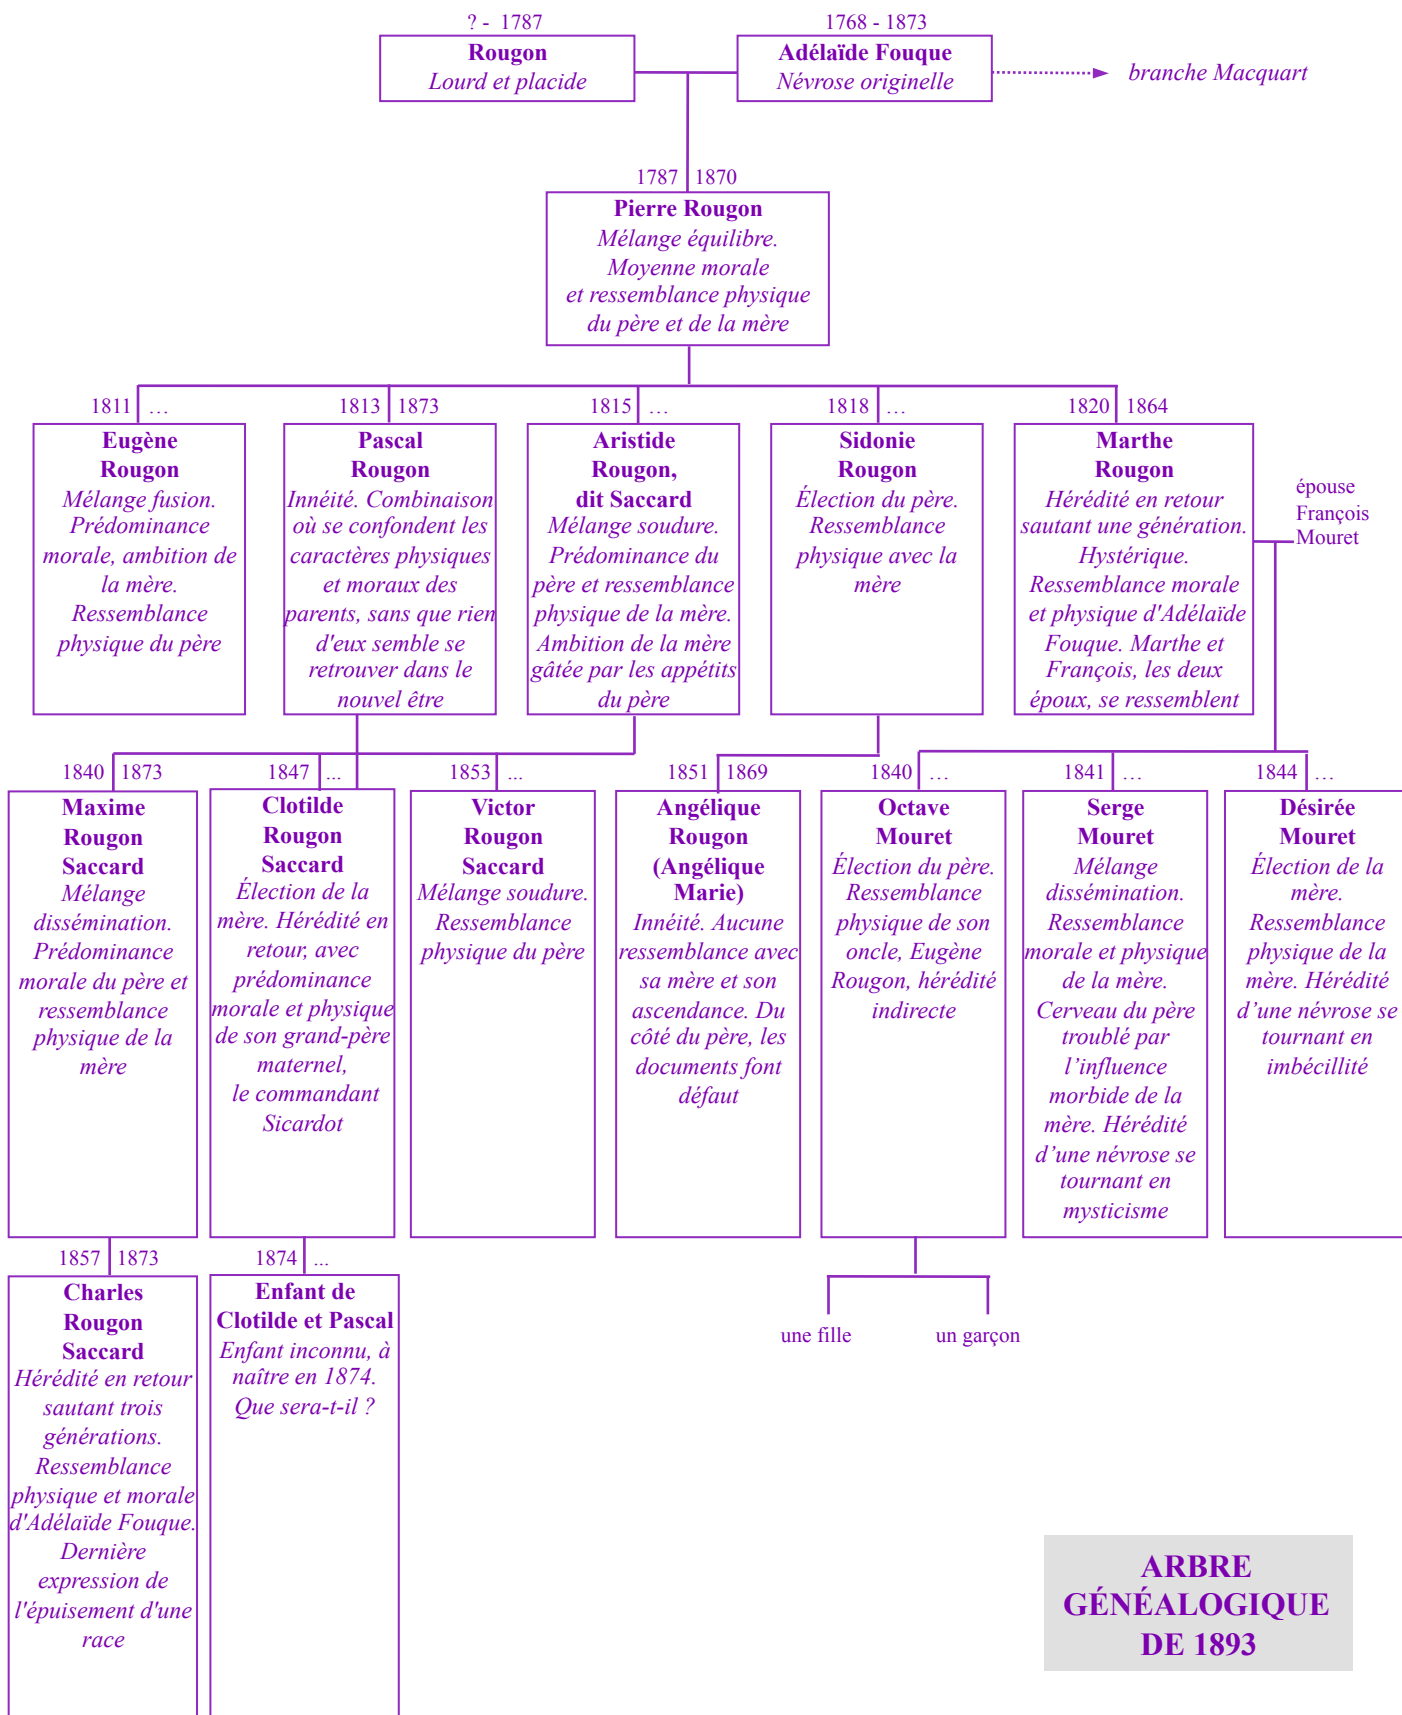 ? - 1787
Rougon
Lourd et placide
1768 - 1873
Adélaïde Fouque
Névrose originelle
branche Macquart
1787 1870
Pierre Rougon
Mélange équilibre.
Moyenne morale
et ressemblance physique
du père et de la mère
1811 …
Eugène
Rougon
Mélange fusion.
Prédominance
morale, ambition de
la mère.
Ressemblance
physique du père
1813 1873
Pascal
Rougon
Innéité. Combinaison
où se confondent les
caractères physiques
et moraux des
parents, sans que rien
d'eux semble se
retrouver dans le
nouvel être
1815 …
Aristide
Rougon,
dit Saccard
Mélange soudure.
Prédominance du
père et ressemblance
physique de la mère.
Ambition de la mère
gâtée par les appétits
du père
1818 …
Sidonie
Rougon
Élection du père.
Ressemblance
physique avec la
mère
1820 1864
Marthe
Rougon
Hérédité en retour
sautant une génération.
Hystérique.
Ressemblance morale
et physique d'Adélaïde
Fouque. Marthe et
François, les deux
époux, se ressemblent
épouse
François
Mouret
1840 1873
Maxime
Rougon
Saccard
Mélange
dissémination.
Prédominance
morale du père et
ressemblance
physique de la
mère
1847 ...
Clotilde
Rougon
Saccard
Élection de la
mère. Hérédité en
retour, avec
prédominance
morale et physique
de son grand-père
maternel,
le commandant
Sicardot
1853 ...
Victor
Rougon
Saccard
Mélange soudure.
Ressemblance
physique du père
1851 1869
Angélique
Rougon
(Angélique
Marie)
Innéité. Aucune
ressemblance avec
sa mère et son
ascendance. Du
côté du père, les
documents font
défaut
1840 …
Octave
Mouret
Élection du père.
Ressemblance
physique de son
oncle, Eugène
Rougon, hérédité
indirecte
1841 …
Serge
Mouret
Mélange
dissémination.
Ressemblance
morale et physique
de la mère.
Cerveau du père
troublé par
l’influence
morbide de la
mère. Hérédité
d’une névrose se
tournant en
mysticisme
1844 …
Désirée
Mouret
Élection de la
mère.
Ressemblance
physique de la
mère. Hérédité
d’une névrose se
tournant en
imbécillité
1857 1873
Charles
Rougon
Saccard
Hérédité en retour
sautant trois
générations.
Ressemblance
physique et morale
d'Adélaïde Fouque.
Dernière
expression de
l'épuisement d'une
race
1874 ...
Enfant de
Clotilde et Pascal
Enfant inconnu, à
naître en 1874.
Que sera-t-il ?
une fille
un garçon
ARBRE
GÉNÉALOGIQUE
DE 1893